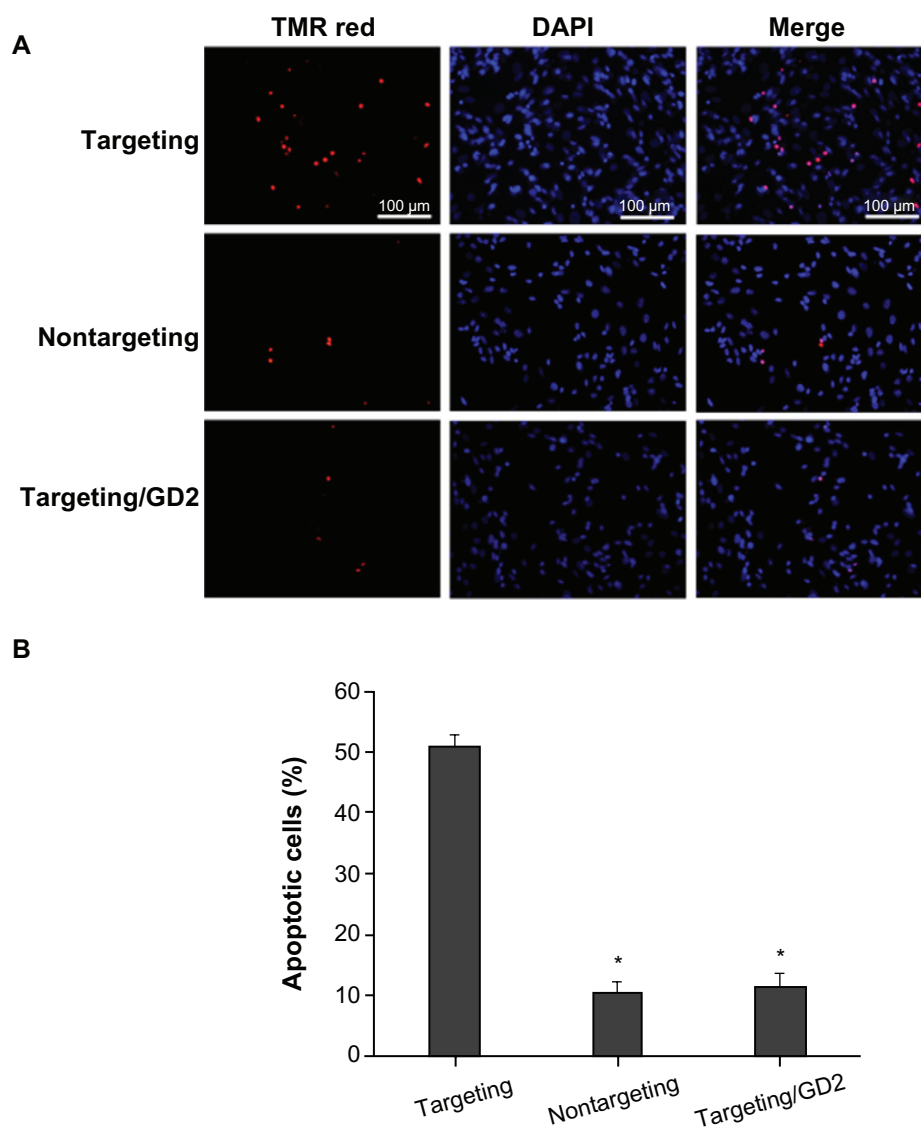 A
TMR red DAPI Merge
Targeting
100 µm 100 µm 100 µm
Nontargeting
Targeting/GD2
B
Apoptotic cells (%)
60
50
40
30
20
10
0
* *
Targeting Nontargeting Targeting/GD2